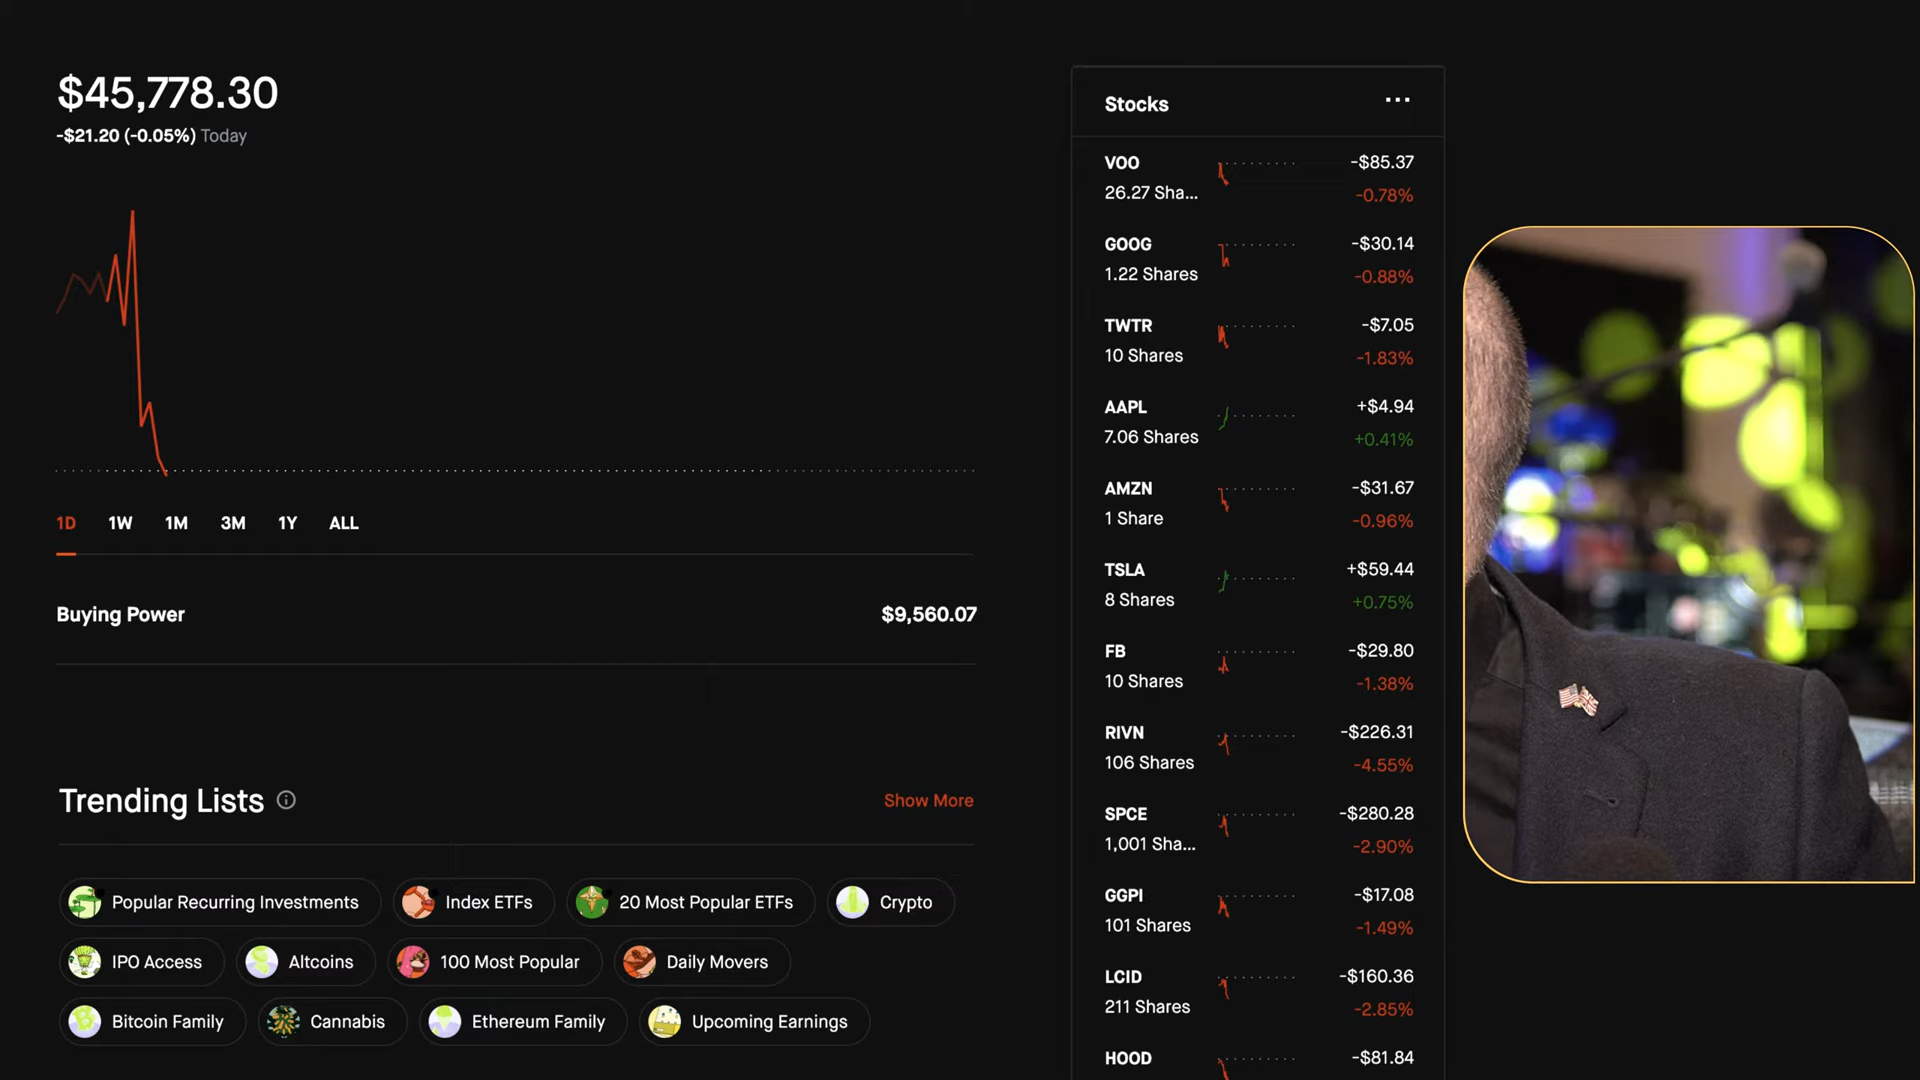 $45,778.30
-$21.20 (-0.05%) Today
1D 1W 1M 3M 1Y ALL
Buying Power $9,560.07
Trending Lists
Show More
Popular Recurring Investments
Index ETFs
20 Most Popular ETFs
Crypto
IPO Access
Altcoins
100 Most Popular
Daily Movers
Bitcoin Family
Cannabis
Ethereum Family
Upcoming Earnings
Stocks
VOO -$85.37
26.27 Sha... -0.78%
GOOG -$30.14
1.22 Shares -0.88%
TWTR -$7.05
10 Shares -1.83%
AAPL +$4.94
7.06 Shares +0.41%
AMZN -$31.67
1 Share -0.96%
TSLA +$59.44
8 Shares +0.75%
FB -$29.80
10 Shares -1.38%
RIVN -$226.31
106 Shares -4.55%
SPCE -$280.28
1,001 Sha... -2.90%
GGPI -$17.08
101 Shares -1.49%
LCID -$160.36
211 Shares -2.85%
HOOD -$81.84